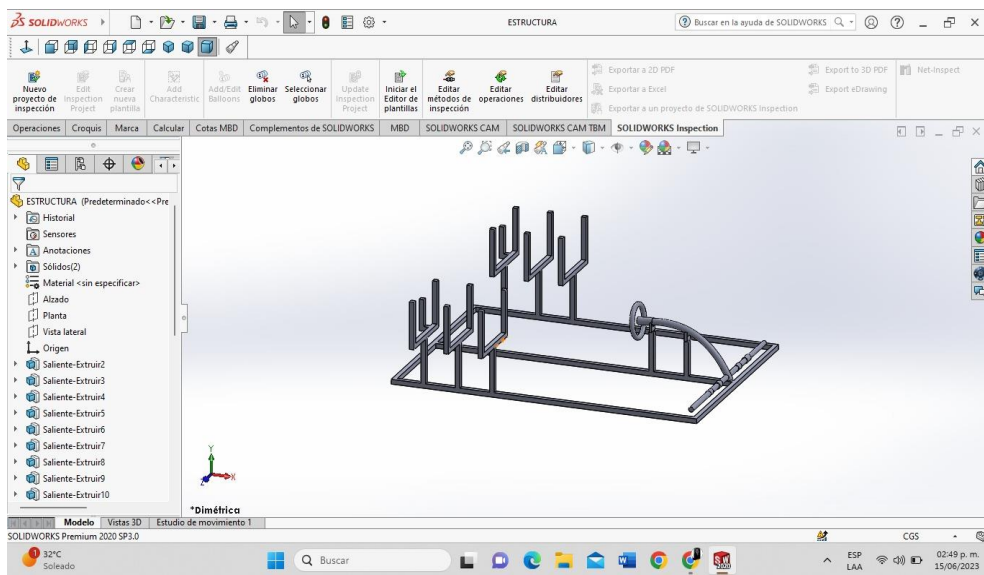 SOLIDWORKS
ESTRUCTURA
Buscar en la ayuda de SOLIDWORKS
Nuevo proyecto de inspección
Edit Inspection Project
Crear nueva plantilla
Add Characteristic
Add/Edit Balloons
Eliminar globos
Seleccionar globos
Update Inspection Project
Iniciar el Editor de plantillas
Editar métodos de inspección
Editar operaciones
Editar distribuidores
Exportar a 2D PDF
Exportar a Excel
Exportar a un proyecto de SOLIDWORKS Inspection
Export to 3D PDF
Export eDrawing
Net-Inspect
Operaciones Croquis Marca Calcular Cotas MBD Complementos de SOLIDWORKS MBD SOLIDWORKS CAM SOLIDWORKS CAM TBM SOLIDWORKS Inspection
ESTRUCTURA (Predeterminado<<Pre
Historial
Sensores
Anotaciones
Sólidos(2)
Material <sin especificar>
Alzado
Planta
Vista lateral
Origen
Saliente-Extruir2
Saliente-Extruir3
Saliente-Extruir4
Saliente-Extruir5
Saliente-Extruir6
Saliente-Extruir7
Saliente-Extruir8
Saliente-Extruir9
Saliente-Extruir10
Y
X
Z
*Dimétrica
Modelo Vistas 3D Estudio de movimiento 1
SOLIDWORKS Premium 2020 SP3.0
CGS
1
32°C
Soleado
Buscar
ESP
LAA
02:49 p. m.
15/06/2023